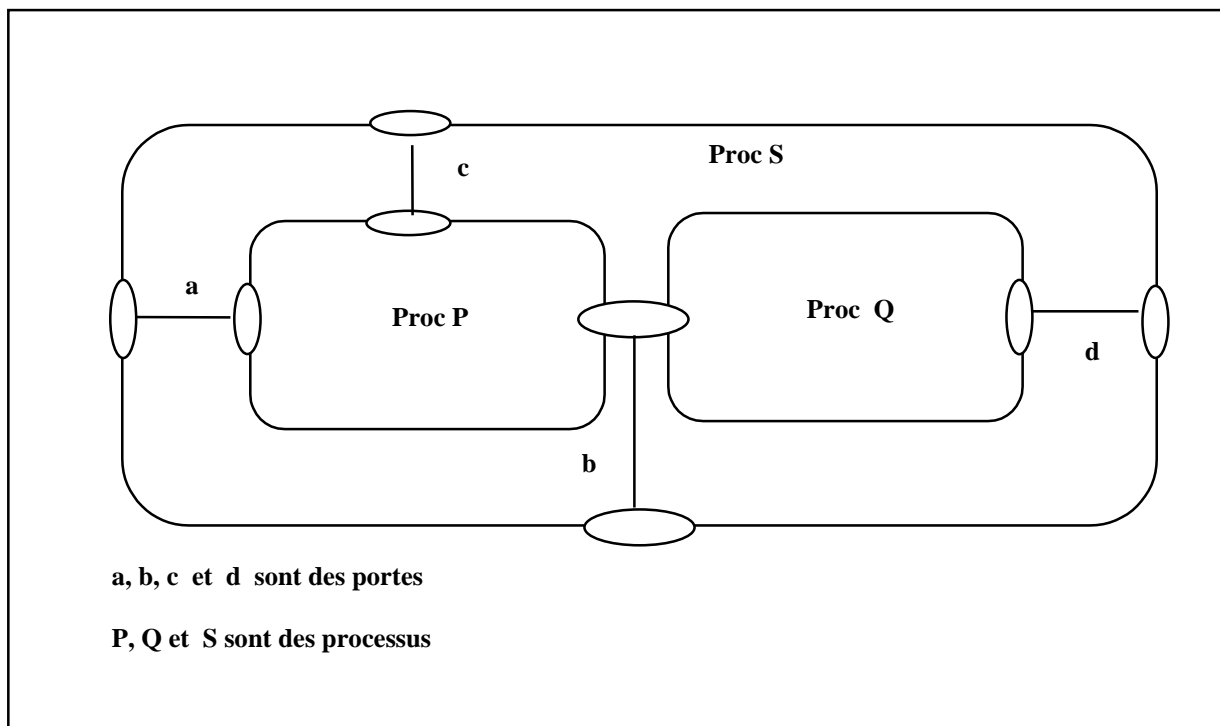 Proc S
c
a
Proc P
Proc Q
d
b
a, b, c et d sont des portes
P, Q et S sont des processus